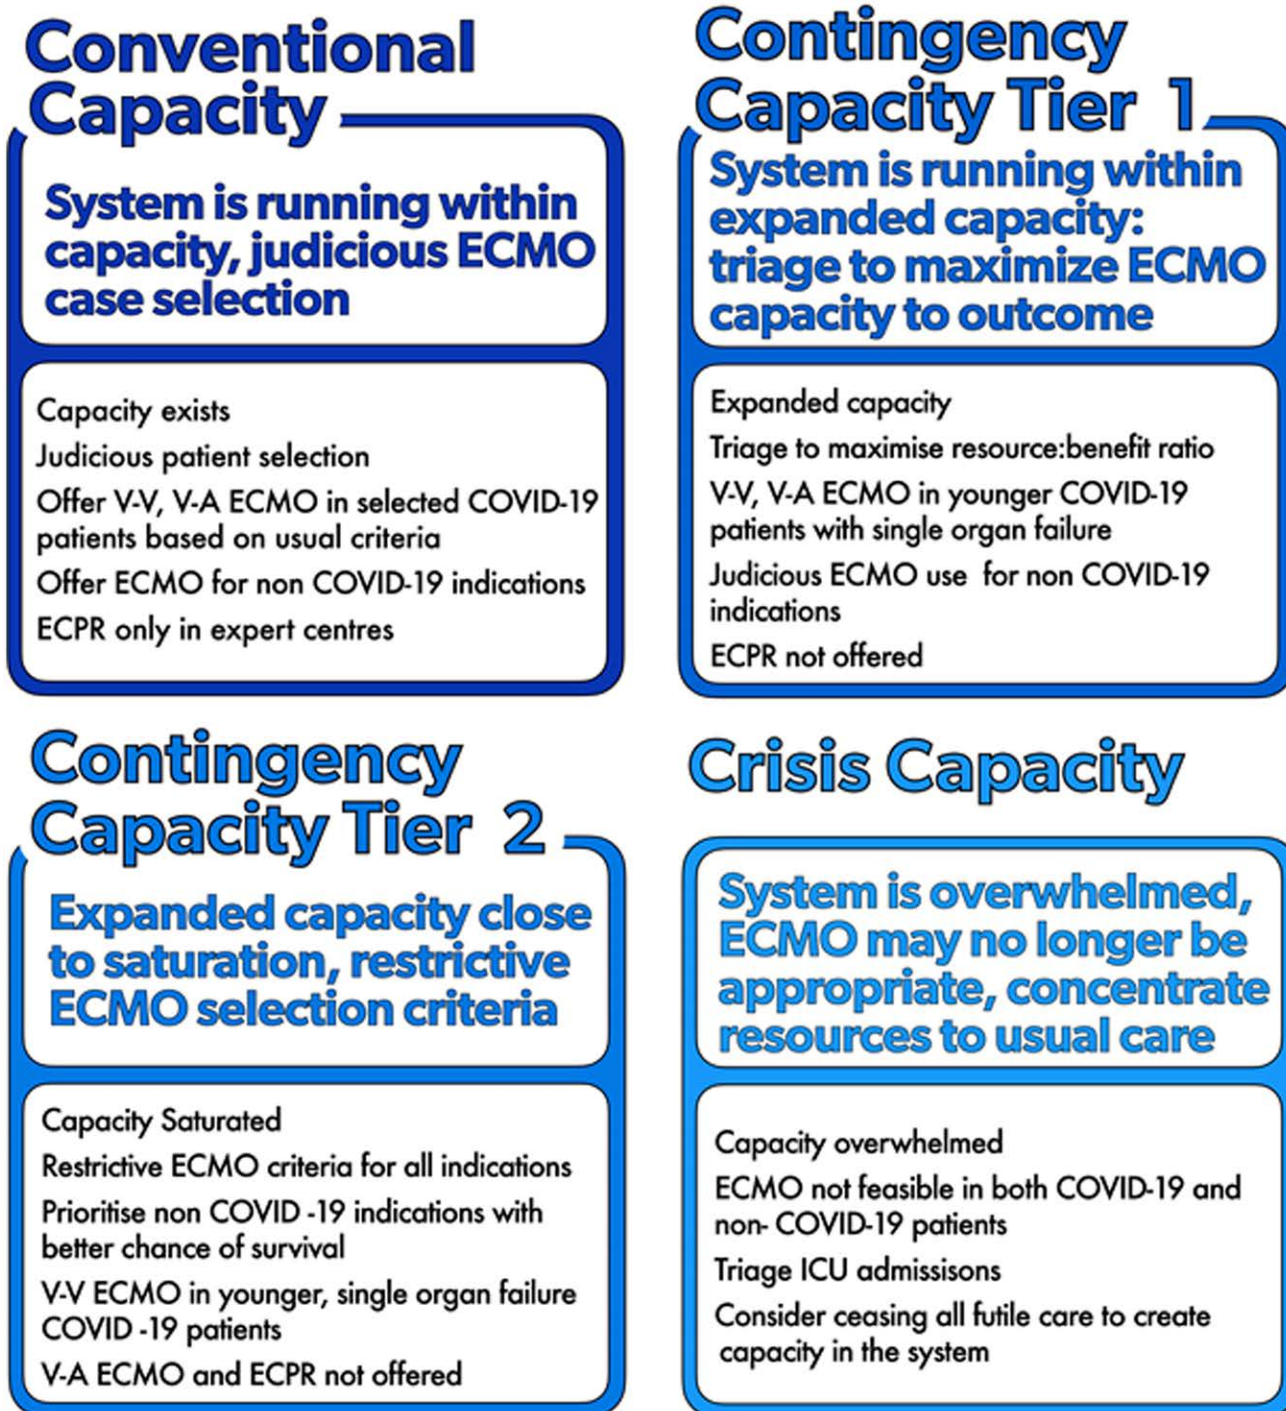 Conventional
Capacity
System is running within
capacity, judicious ECMO
case selection
Capacity exists
Judicious patient selection
Offer V-V, V-A ECMO in selected COVID-19
patients based on usual criteria
Offer ECMO for non COVID-19 indications
ECPR only in expert centres
Contingency
Capacity Tier 1
System is running within
expanded capacity:
triage to maximize ECMO
capacity to outcome
Expanded capacity
Triage to maximise resource:benefit ratio
V-V, V-A ECMO in younger COVID-19
patients with single organ failure
Judicious ECMO use for non COVID-19
indications
ECPR not offered
Contingency
Capacity Tier 2
Expanded capacity close
to saturation, restrictive
ECMO selection criteria
Capacity Saturated
Restrictive ECMO criteria for all indications
Prioritise non COVID -19 indications with
better chance of survival
V-V ECMO in younger, single organ failure
COVID -19 patients
V-A ECMO and ECPR not offered
Crisis Capacity
System is overwhelmed,
ECMO may no longer be
appropriate, concentrate
resources to usual care
Capacity overwhelmed
ECMO not feasible in both COVID-19 and
non- COVID-19 patients
Triage ICU admissisons
Consider ceasing all futile care to create
capacity in the system